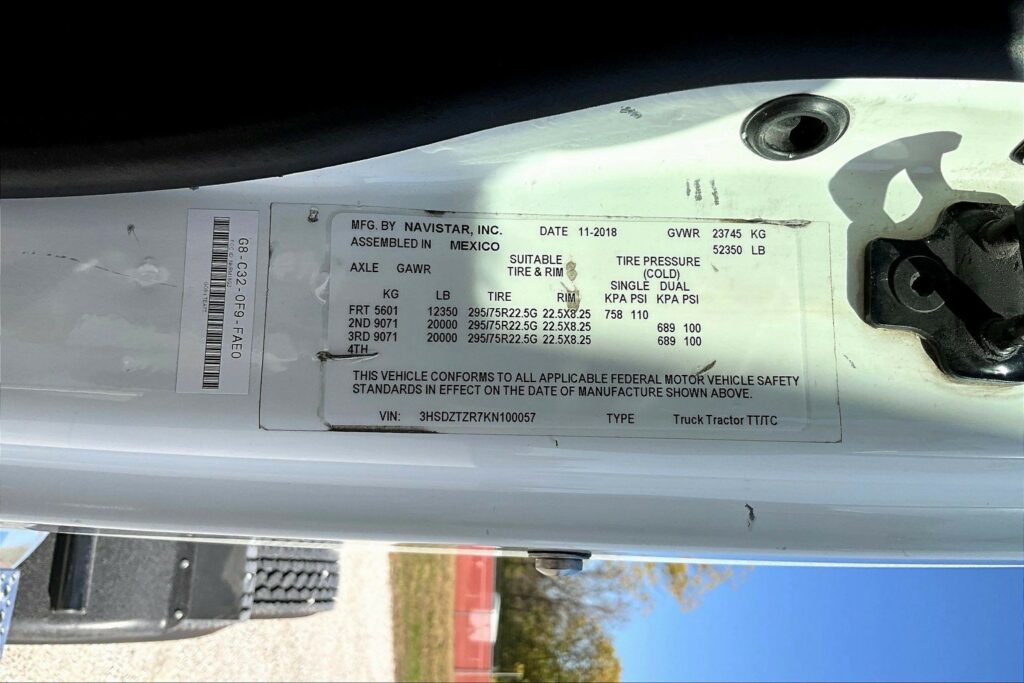 MFG. BY NAVISTAR, INC. DATE 11-2018 GVWR 23745 KG
ASSEMBLED IN MEXICO 52350 LB
SUITABLE TIRE PRESSURE
AXLE GAWR TIRE & RIM (COLD)
SINGLE DUAL
KG LB TIRE RIM KPA PSI KPA PSI
FRT 5601 12350 295/75R22.5G 22.5X8.25 758 110
2ND 9071 20000 295/75R22.5G 22.5X8.25 689 100
3RD 9071 20000 295/75R22.5G 22.5X8.25 689 100
4TH
THIS VEHICLE CONFORMS TO ALL APPLICABLE FEDERAL MOTOR VEHICLE SAFETY
STANDARDS IN EFFECT ON THE DATE OF MANUFACTURE SHOWN ABOVE.
VIN: 3HSDZTZR7KN100057 TYPE Truck Tractor TT/TC
G8-C32-0F9-FAE0